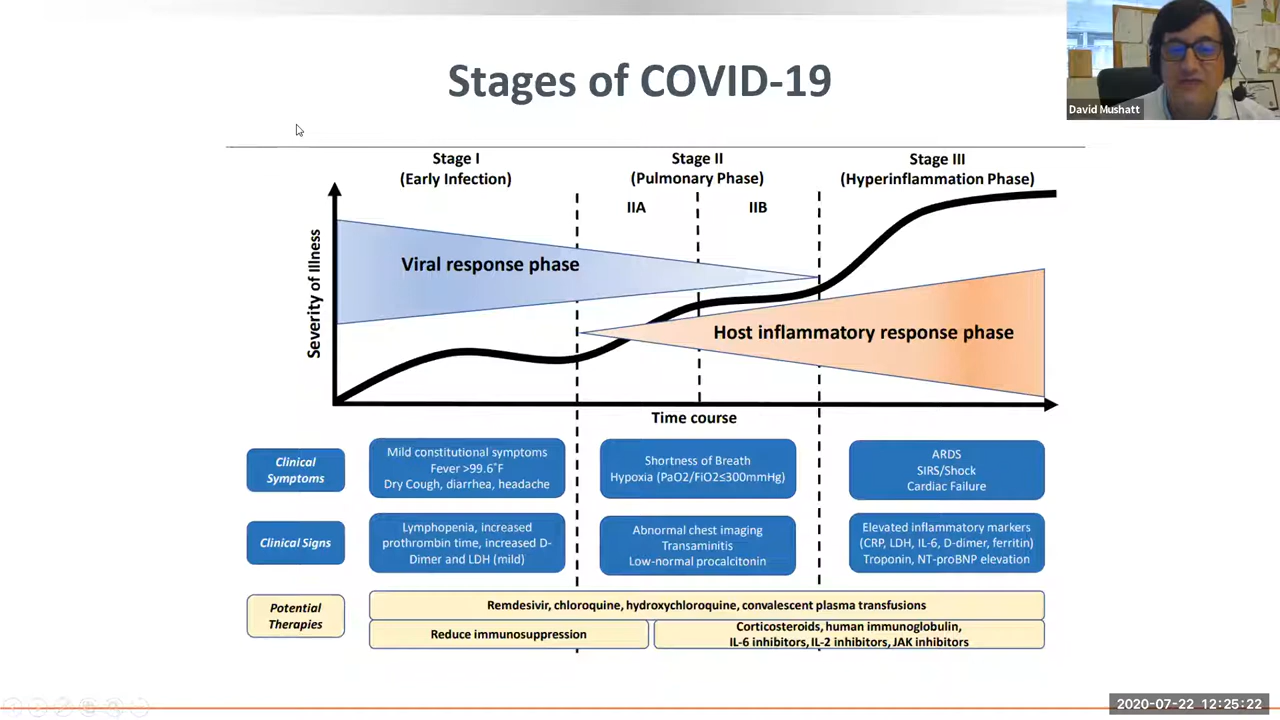 Stages of COVID-19
David Mushatt
Stage I
(Early Infection)
Stage II
(Pulmonary Phase)
Stage III
(Hyperinflammation Phase)
IIA
IIB
Severity of Illness
Viral response phase
Host inflammatory response phase
Time course
Clinical
Symptoms
Mild constitutional symptoms
Fever >99.6˚F
Dry Cough, diarrhea, headache
Shortness of Breath
Hypoxia (PaO2/FiO2≤300mmHg)
ARDS
SIRS/Shock
Cardiac Failure
Clinical Signs
Lymphopenia, increased
prothrombin time, increased D-
Dimer and LDH (mild)
Abnormal chest imaging
Transaminitis
Low-normal procalcitonin
Elevated inflammatory markers
(CRP, LDH, IL-6, D-dimer, ferritin)
Troponin, NT-proBNP elevation
Potential
Therapies
Remdesivir, chloroquine, hydroxychloroquine, convalescent plasma transfusions
Reduce immunosuppression
Corticosteroids, human immunoglobulin,
IL-6 inhibitors, IL-2 inhibitors, JAK inhibitors
2020-07-22 12:25:22